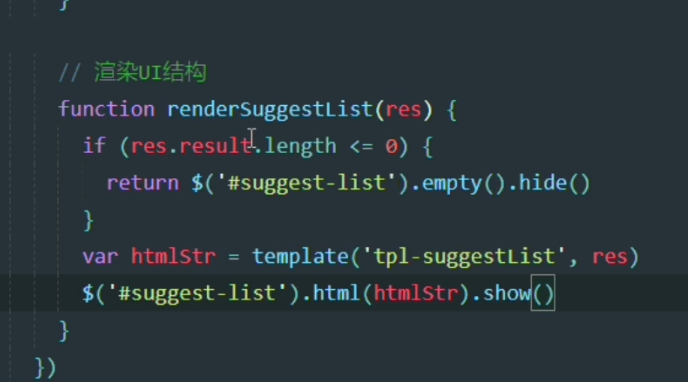 }
// 渲染UI结构
function renderSuggestList(res) {
if (res.result.length <= 0) {
return $('#suggest-list').empty().hide()
}
var htmlStr = template('tpl-suggestList', res)
$('#suggest-list').html(htmlStr).show()
}
})